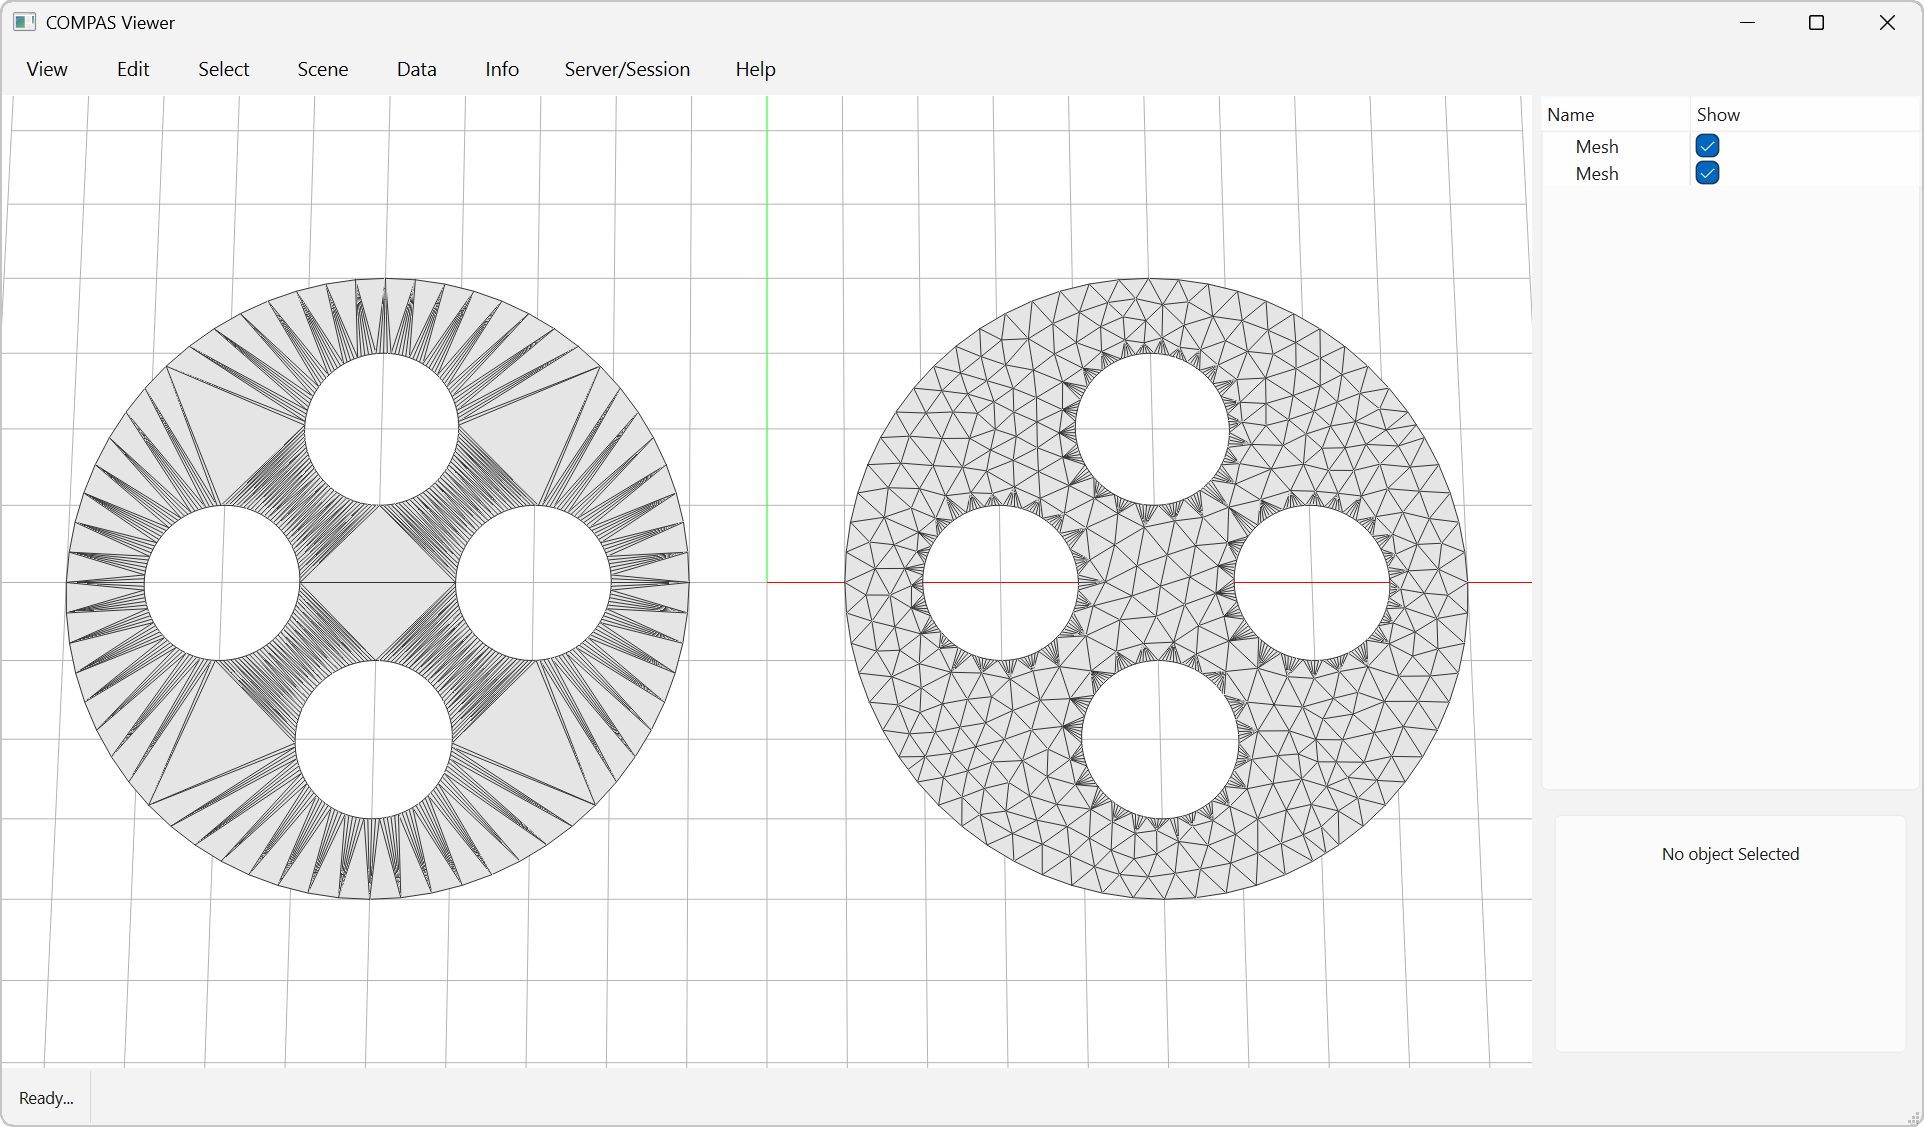 COMPAS Viewer
View Edit Select Scene Data Info Server/Session Help
Name Show
Mesh
Mesh
No object Selected
Ready...